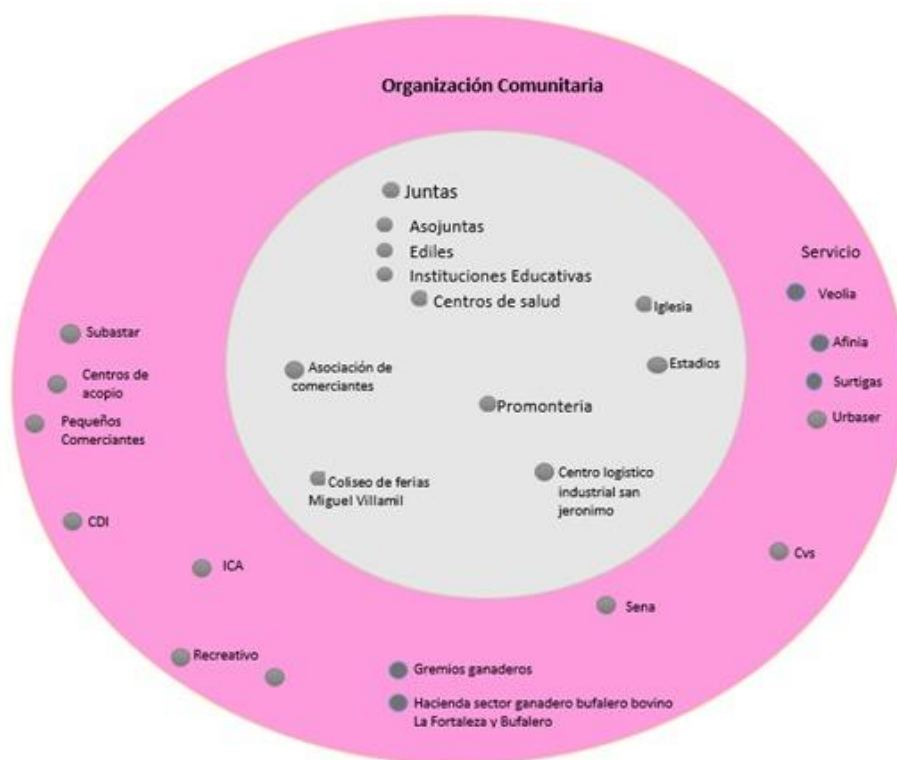 Organización Comunitaria
Juntas
Asojuntas
Ediles
Instituciones Educativas
Centros de salud
Iglesia
Asociación de
comerciantes
Estadios
Promonteria
Coliseo de ferias
Miguel Villamil
Centro logistico
industrial san
jeronimo
Servicio
Veolia
Afinia
Surtigas
Urbaser
Subastar
Centros de
acopio
Pequeños
Comerciantes
CDI
ICA
Cvs
Sena
Recreativo
Gremios ganaderos
Hacienda sector ganadero bufalero bovino
La Fortaleza y Bufalero